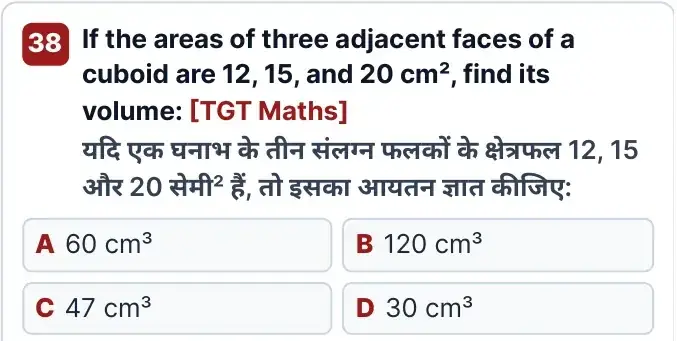 38 If the areas of three adjacent faces of a
cuboid are 12, 15, and 20 cm², find its
volume: [TGT Maths]
यदि एक घनाभ के तीन संलग्न फलकों के क्षेत्रफल 12, 15
और 20 सेमी² हैं, तो इसका आयतन ज्ञात कीजिए:
A 60 cm³
B 120 cm³
C 47 cm³
D 30 cm³